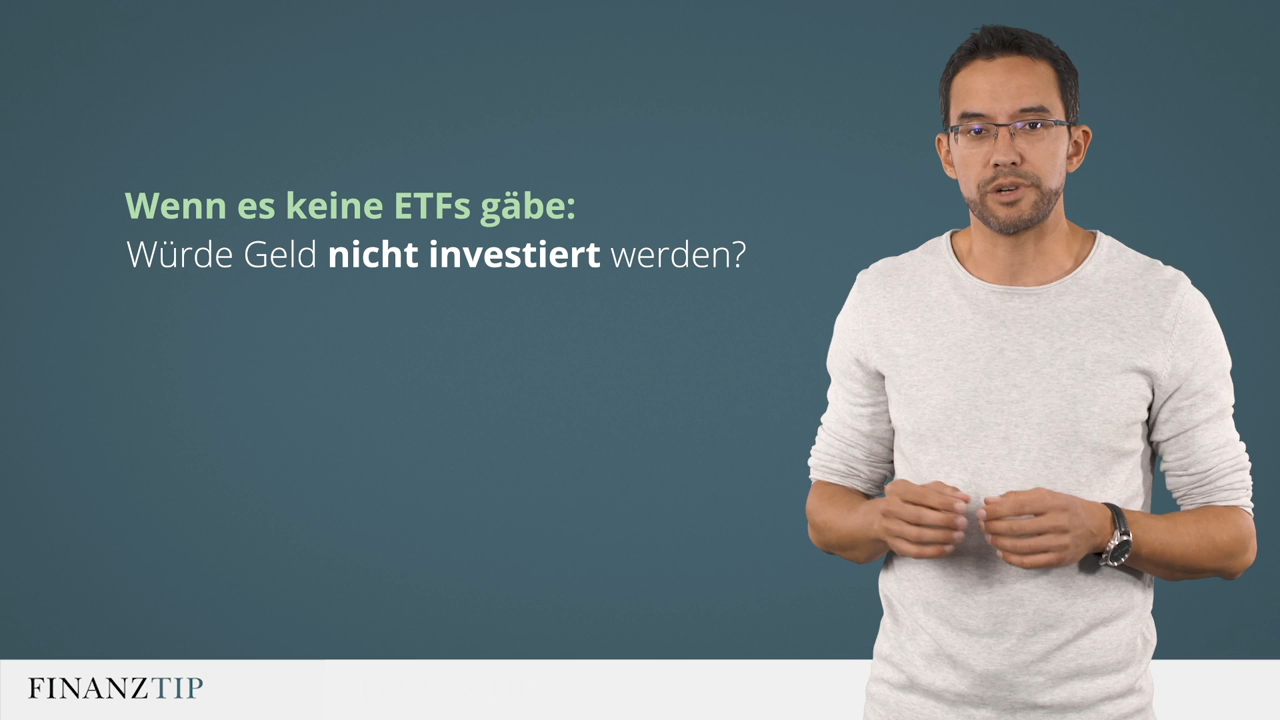 Wenn es keine ETFs gäbe:
Würde Geld nicht investiert werden?
FINANZTIP